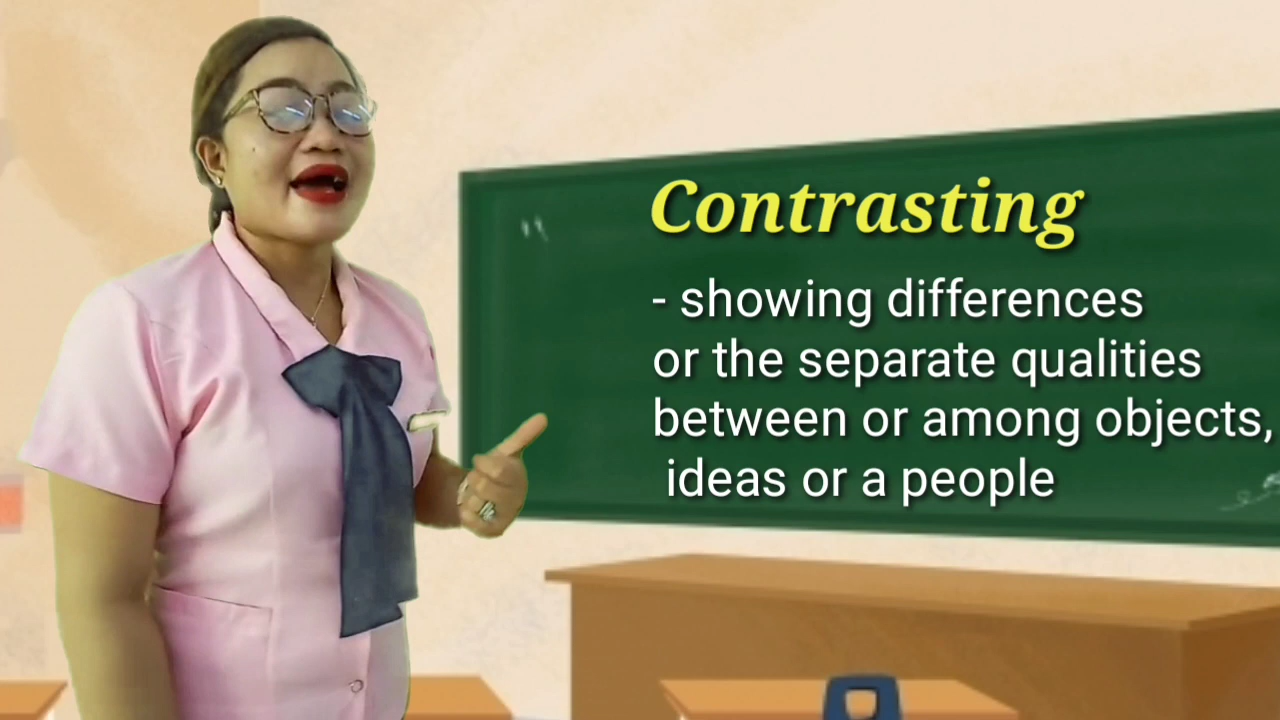 Contrasting
- showing differences
or the separate qualities
between or among objects,
ideas or a people